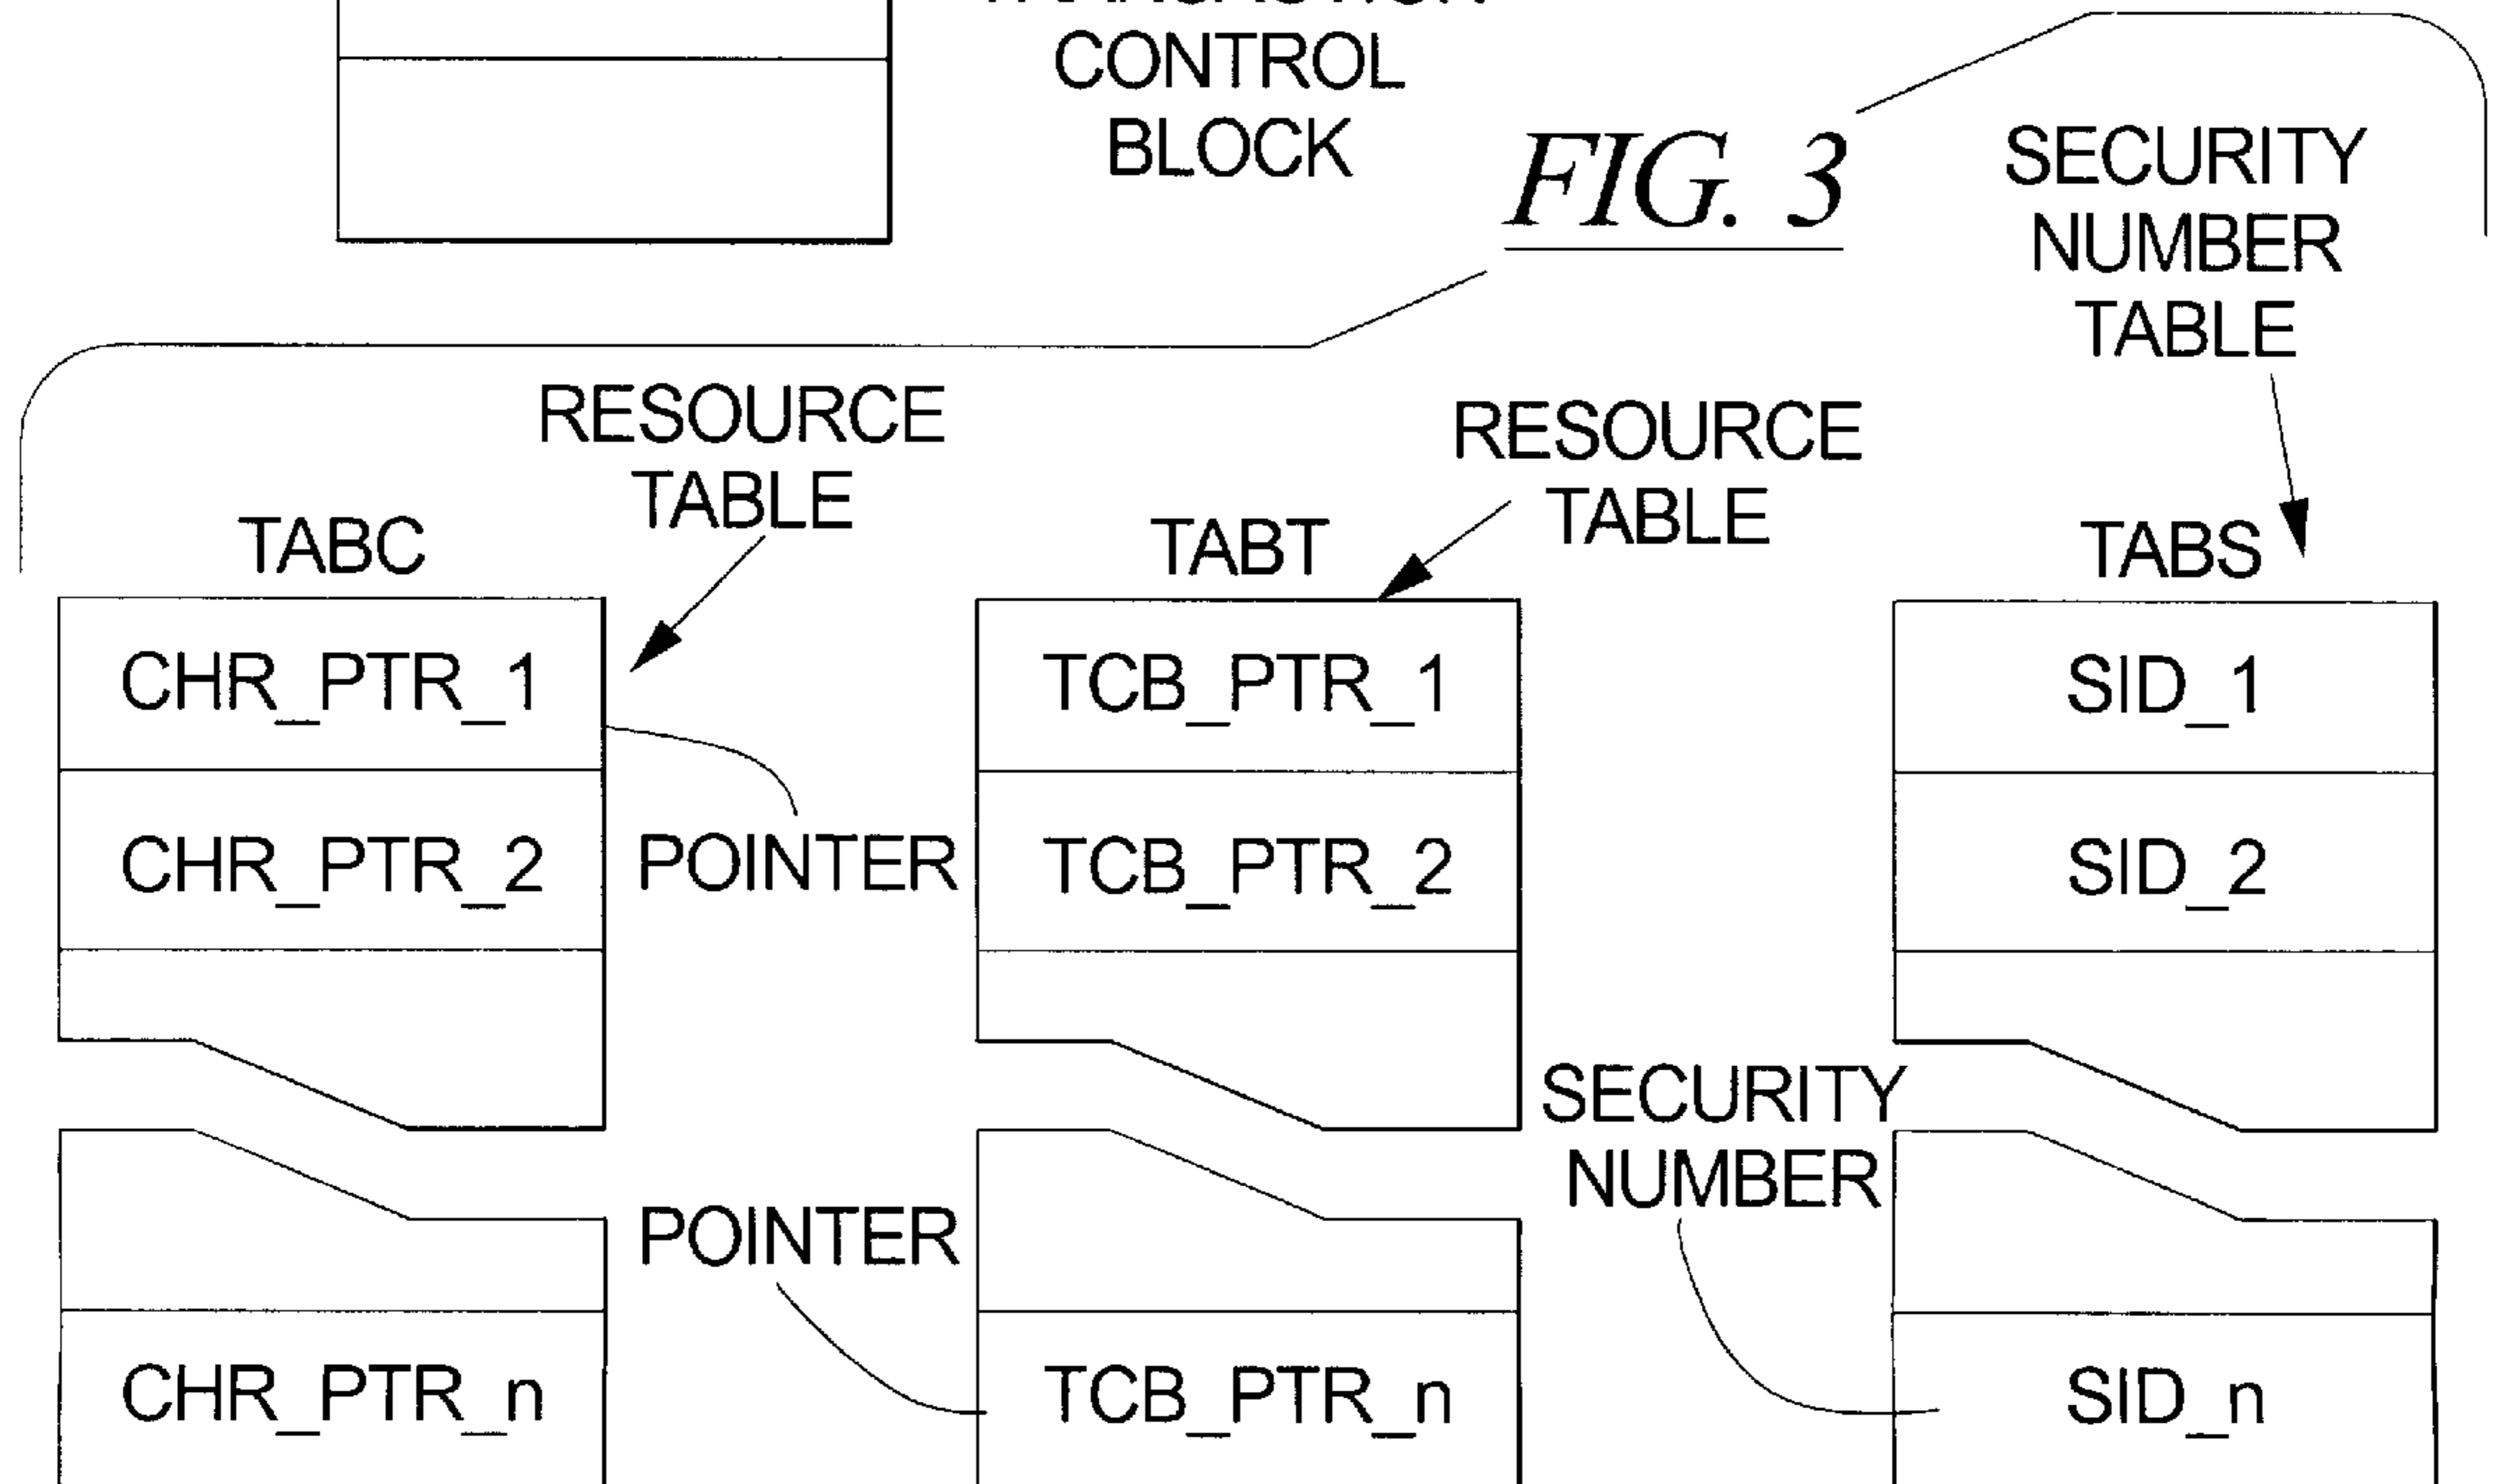 CONTROL
BLOCK
FIG. 3
SECURITY
NUMBER
TABLE
RESOURCE
TABLE
RESOURCE
TABLE
TABC
TABT
TABS
CHR_PTR_1
TCB_PTR_1
SID_1
CHR_PTR_2
POINTER
TCB_PTR_2
SID_2
SECURITY
NUMBER
POINTER
CHR_PTR_n
TCB_PTR_n
SID_n